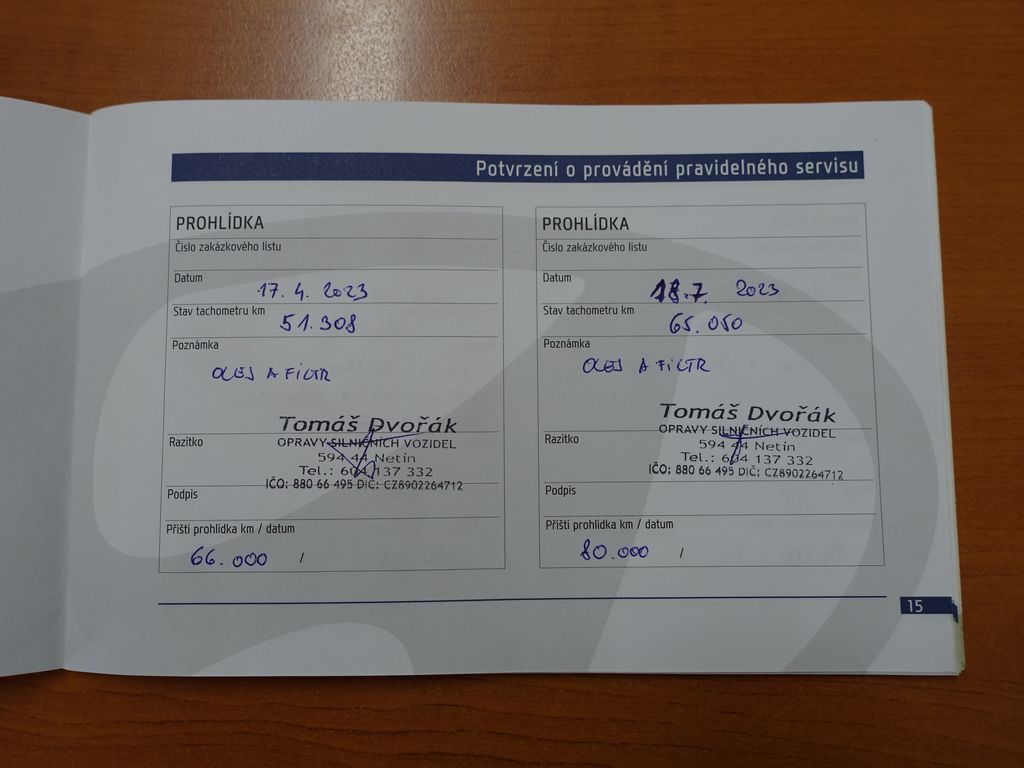 Potvrzení o provádění pravidelného servisu
PROHLÍDKA
Číslo zakázkového listu
Datum
17. 4. 2023
Stav tachometru km
51.308
Poznámka
OLEJ A FILTR
Tomáš Dvořák
OPRAVY SILNIČNÍCH VOZIDEL
594 44 Netín
Razítko
Tel.: 604 137 332
IČO: 880 66 495 DIČ: CZ8902264712
Podpis
Příští prohlídka km / datum
66.000 /
PROHLÍDKA
Číslo zakázkového listu
Datum
18.7 2023
Stav tachometru km
65.050
Poznámka
OLEJ A FILTR
Tomáš Dvořák
OPRAVY SILNIČNÍCH VOZIDEL
594 44 Netín
Razítko
Tel.: 604 137 332
IČO: 880 66 495 DIČ: CZ8902264712
Podpis
Příští prohlídka km / datum
80.000 /
15